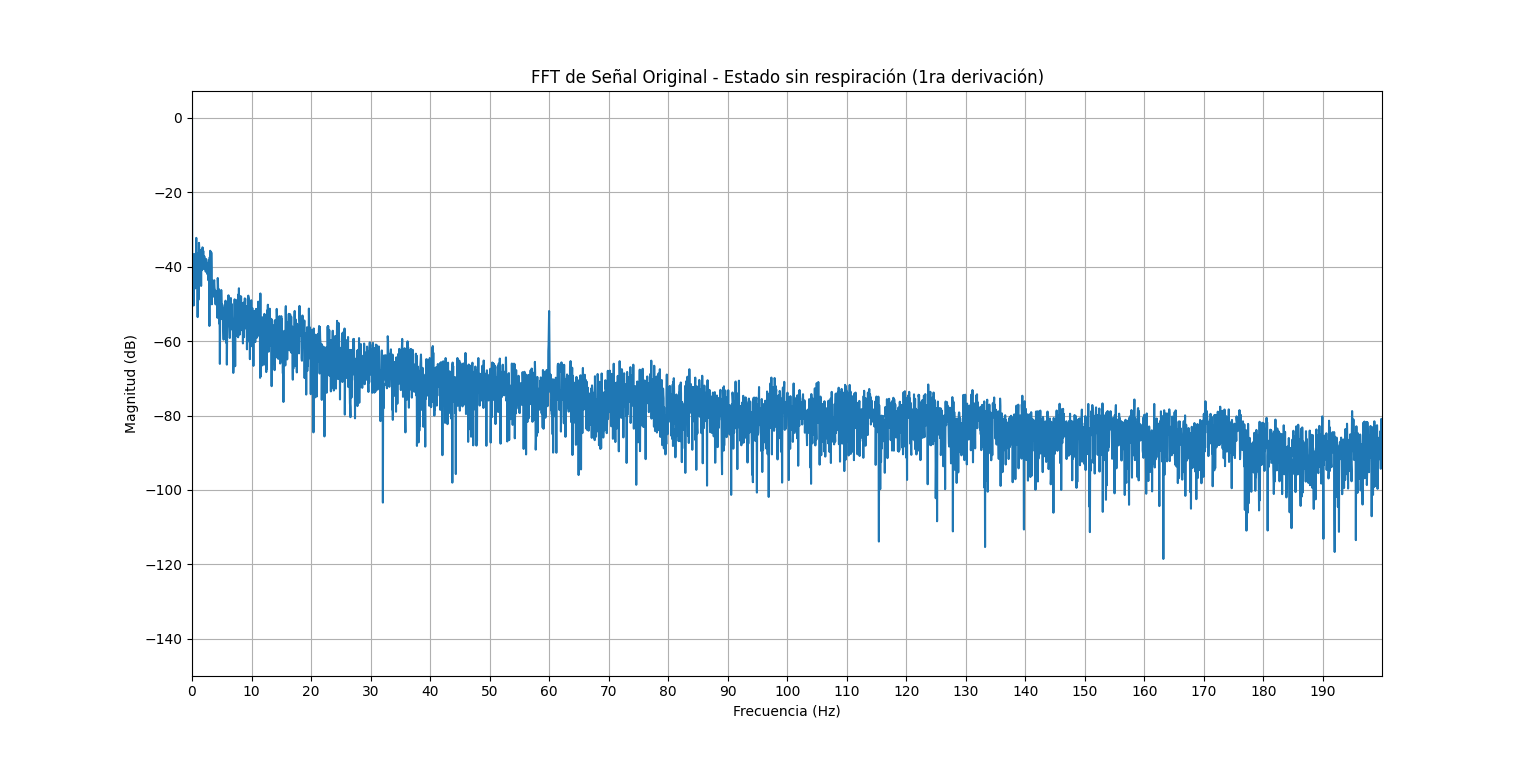 FFT de Señal Original - Estado sin respiración (1ra derivación)
0
−20
−40
−60
−80
−100
−120
−140
Magnitud (dB)
0 10 20 30 40 50 60 70 80 90 100 110 120 130 140 150 160 170 180 190
Frecuencia (Hz)